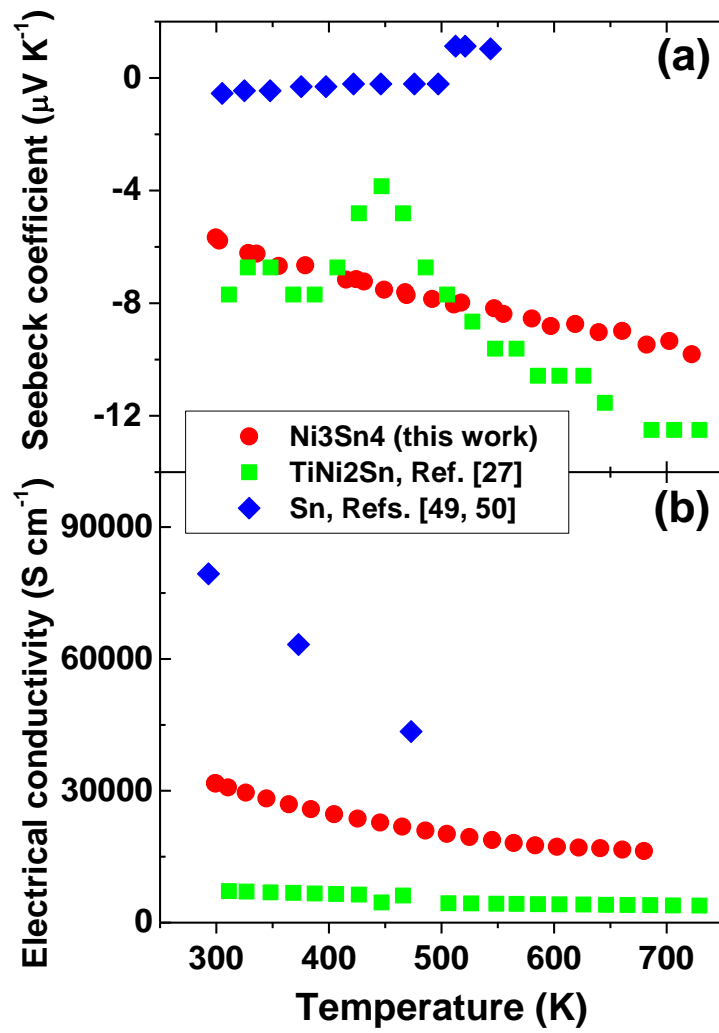 (a)
Seebeck coefficient (μV K-1)
0
-4
-8
-12
Ni3Sn4 (this work)
TiNi2Sn, Ref. [27]
Sn, Refs. [49, 50]
(b)
Electrical conductivity (S cm-1)
90000
60000
30000
0
300 400 500 600 700
Temperature (K)